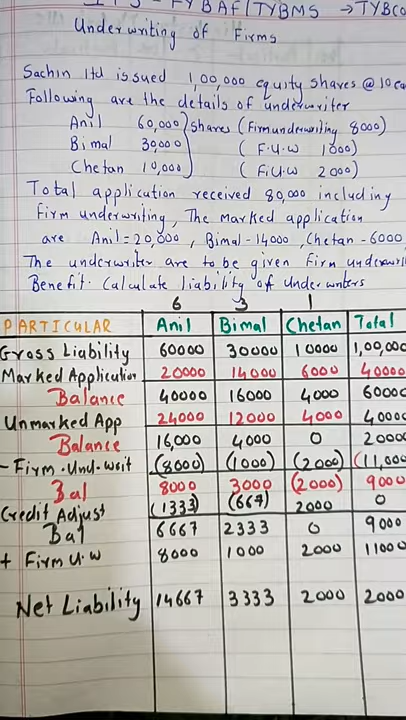 FYBAF/TYBMS → TYBCo
Underwriting of Firms
Sachin ltd issued 1,00,000 equity shares @ 10 ea
Following are the details of underwriter
Anil 60,000 shares (Firm underwriting 8000)
Bimal 30000 (F.U.W 1000)
Chetan 10,000 (F.U.W 2000)
Total application received 80,000 including
Firm underwriting, The Marked application
are Anil = 20,000, Bimal - 14000, Chetan - 6000
The underwriter are to be given Firm underwri
Benefit. Calculate liability of Underwriters
6 3 1
PARTICULAR Anil Bimal Chetan Total
Gross Liability 60000 30000 10000 1,00,000
Marked Application 20000 14000 6000 40000
Balance 40000 16000 4000 60000
Unmarked App 24000 12000 4000 40000
Balance 16,000 4000 0 20000
- Firm. Und. writ (8000) (1000) (2000) (11,000
Bal 8000 3000 (2000) 9000
Credit Adjust (1333) (667) 2000 0
Bal 6667 2333 0 9000
+ Firm U.W 8000 1000 2000 11000
Net Liability 14667 3333 2000 2000